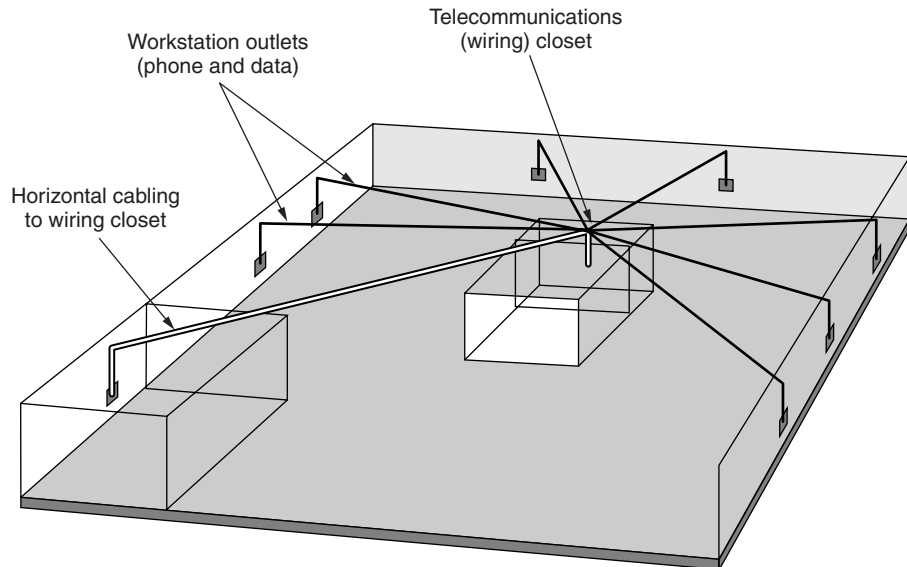 Telecommunications
(wiring) closet
Workstation outlets
(phone and data)
Horizontal cabling
to wiring closet